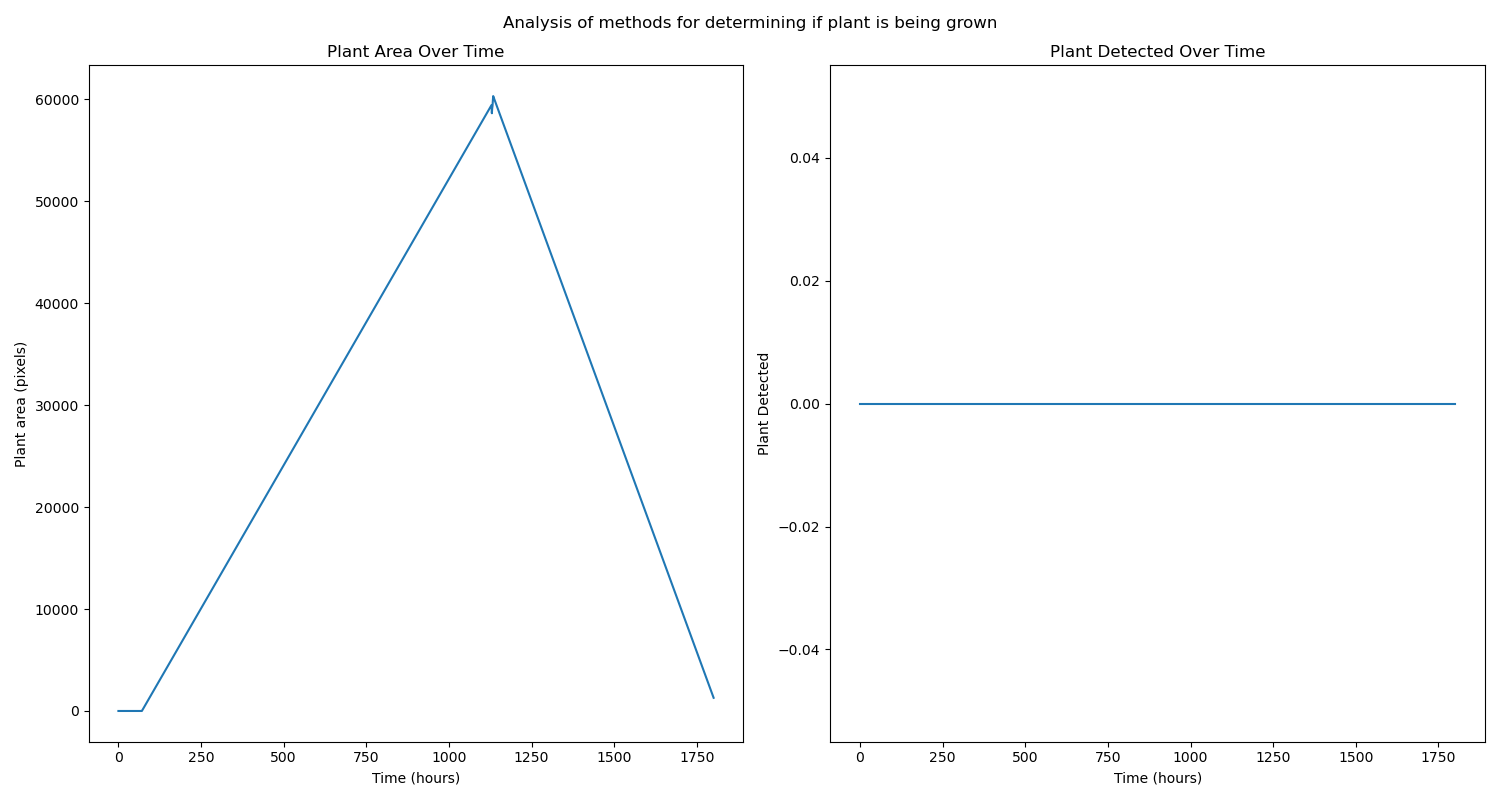 Analysis of methods for determining if plant is being grown
Plant Area Over Time
Plant area (pixels)
60000
50000
40000
30000
20000
10000
0
0 250 500 750 1000 1250 1500 1750
Time (hours)
Plant Detected Over Time
Plant Detected
0.04
0.02
0.00
−0.02
−0.04
0 250 500 750 1000 1250 1500 1750
Time (hours)